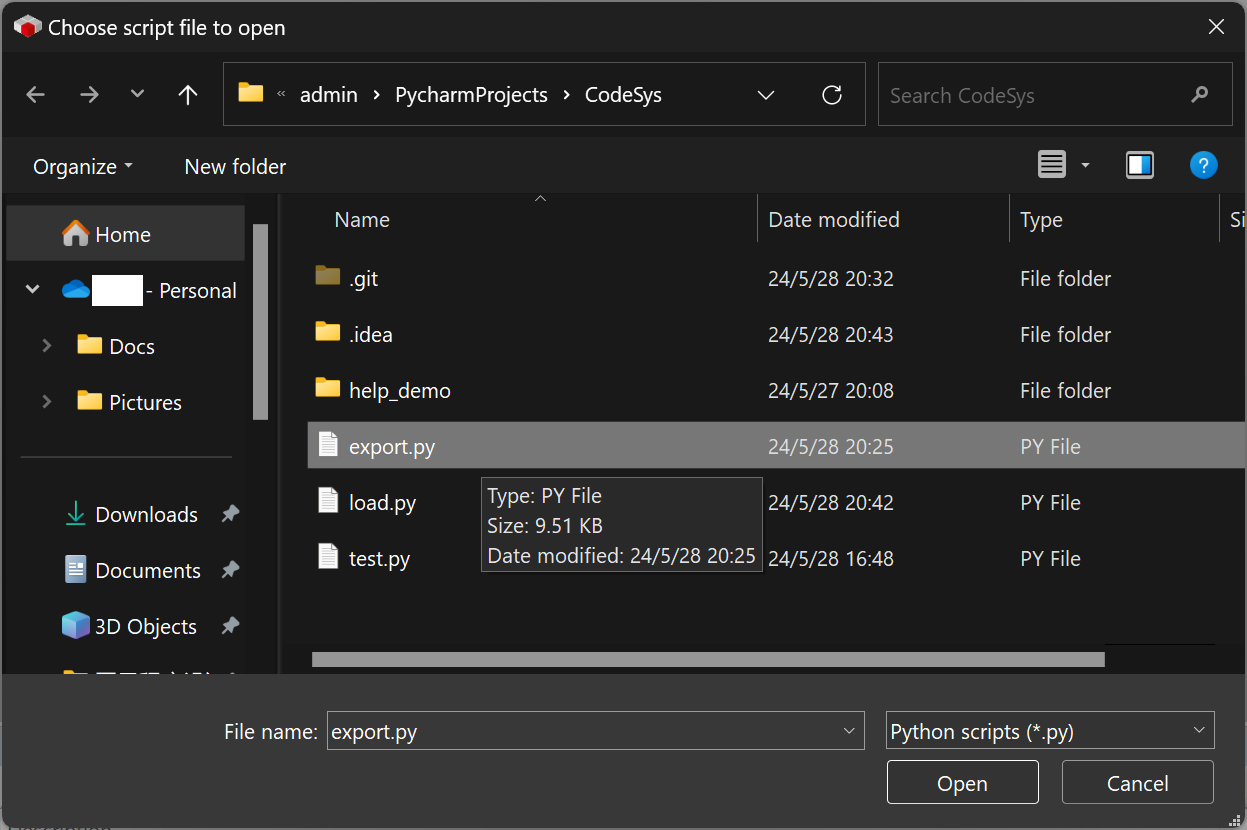 Choose script file to open
« admin › PycharmProjects › CodeSys
Search CodeSys
Organize
New folder
?
Name
Date modified
Type
Si
Home
- Personal
Docs
Pictures
Downloads
Documents
3D Objects
.git 24/5/28 20:32 File folder
.idea 24/5/28 20:43 File folder
help_demo 24/5/27 20:08 File folder
export.py 24/5/28 20:25 PY File
load.py 24/5/28 20:42 PY File
test.py 24/5/28 16:48 PY File
Type: PY File
Size: 9.51 KB
Date modified: 24/5/28 20:25
File name: export.py
Python scripts (*.py)
Open
Cancel